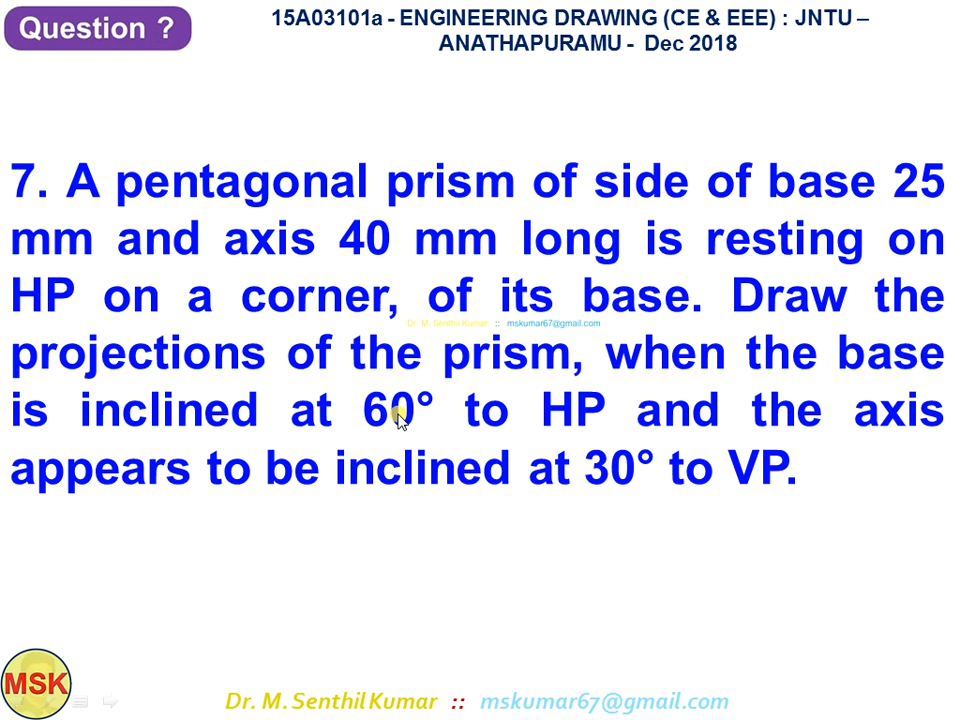 Question ?
15A03101a - ENGINEERING DRAWING (CE & EEE) : JNTU –
ANATHAPURAMU - Dec 2018
7. A pentagonal prism of side of base 25
mm and axis 40 mm long is resting on
HP on a corner, of its base. Draw the
Dr. M. Senthil Kumar :: mskumar67@gmail.com
projections of the prism, when the base
is inclined at 60° to HP and the axis
appears to be inclined at 30° to VP.
MSK
Dr. M. Senthil Kumar :: mskumar67@gmail.com